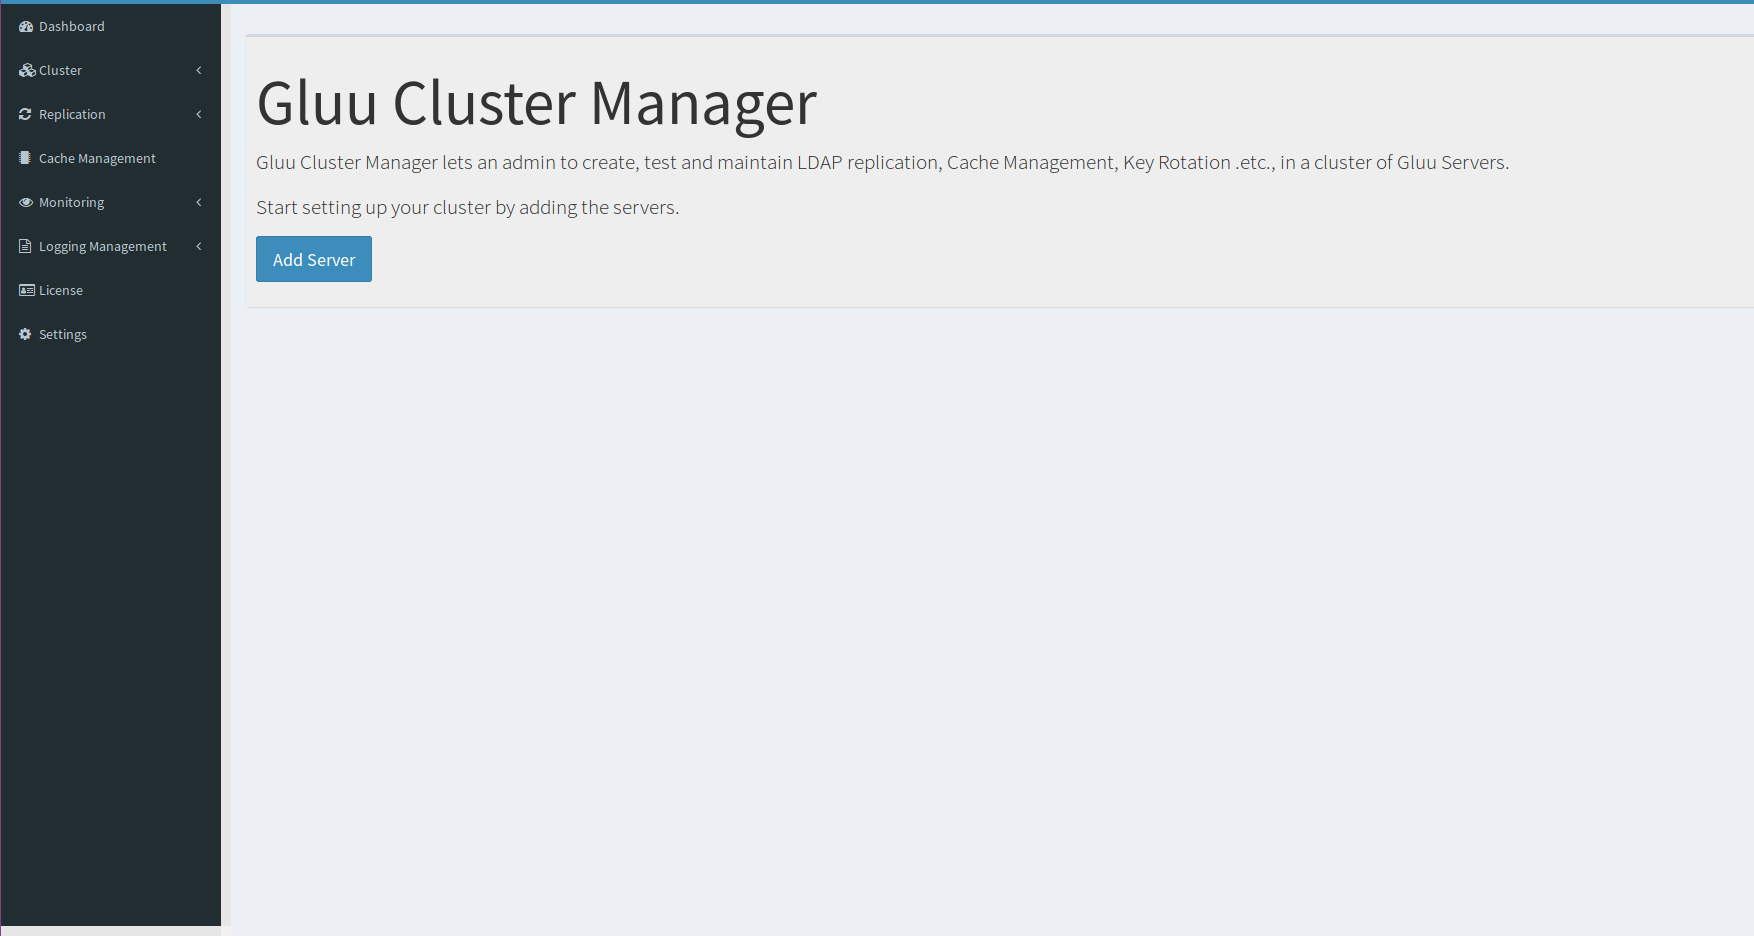 Dashboard
Cluster
Replication
Cache Management
Monitoring
Logging Management
License
Settings
Gluu Cluster Manager
Gluu Cluster Manager lets an admin to create, test and maintain LDAP replication, Cache Management, Key Rotation .etc., in a cluster of Gluu Servers.
Start setting up your cluster by adding the servers.
Add Server